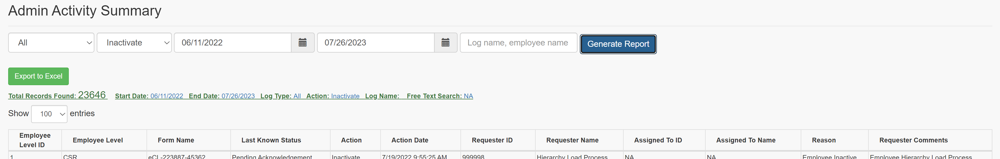 Admin Activity Summary
All Inactivate 06/11/2022 07/26/2023 Log name, employee name Generate Report
Export to Excel
Total Records Found: 23646 Start Date: 06/11/2022 End Date: 07/26/2023 Log Type: All Action: Inactivate Log Name: Free Text Search: NA
Show 100 entries
Employee Level ID Employee Level Form Name Last Known Status Action Action Date Requester ID Requester Name Assigned To ID Assigned To Name Reason Requester Comments
1 CSR eCL-223887-45362 Pending Acknowledgement Inactivate 7/19/2022 9:55:25 AM 999998 Hierarchy Load Process NA NA Employee Inactive Employee Hierarchy Load Process